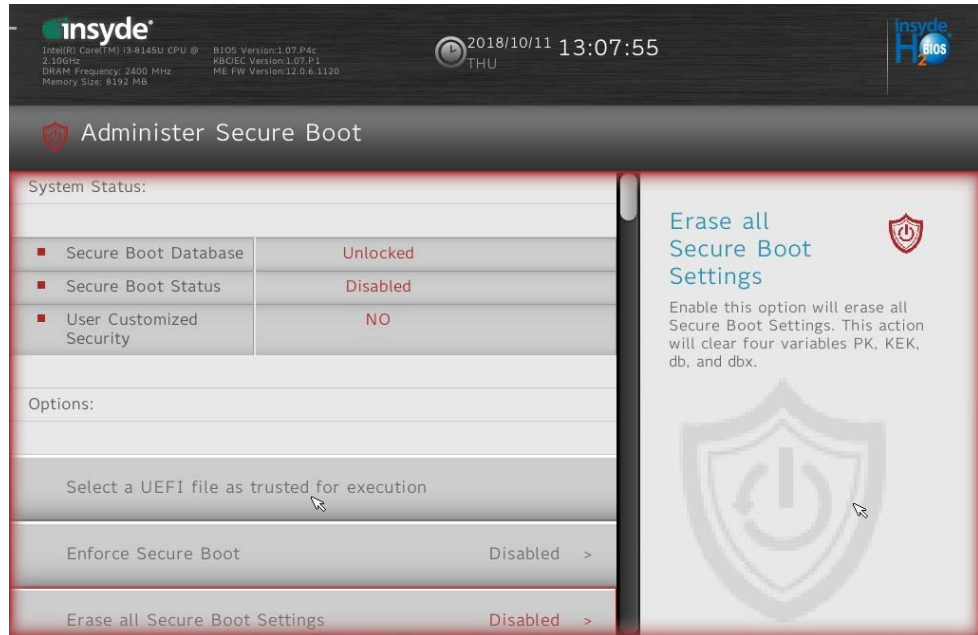 insyde®
Intel(R) Core(TM) i3-8145U CPU @
2.10GHz
DRAM Frequency: 2400 MHz
Memory Size: 8192 MB
BIOS Version:1.07.P4c
KBC/EC Version:1.07.P1
ME FW Version:12.0.6.1120
2018/10/11 13:07:55
THU
insyde
H2BIOS
Administer Secure Boot
System Status:
Secure Boot Database Unlocked
Secure Boot Status Disabled
User Customized
Security NO
Options:
Select a UEFI file as trusted for execution
Enforce Secure Boot Disabled >
Erase all Secure Boot Settings Disabled >
Erase all
Secure Boot
Settings
Enable this option will erase all
Secure Boot Settings. This action
will clear four variables PK, KEK,
db, and dbx.